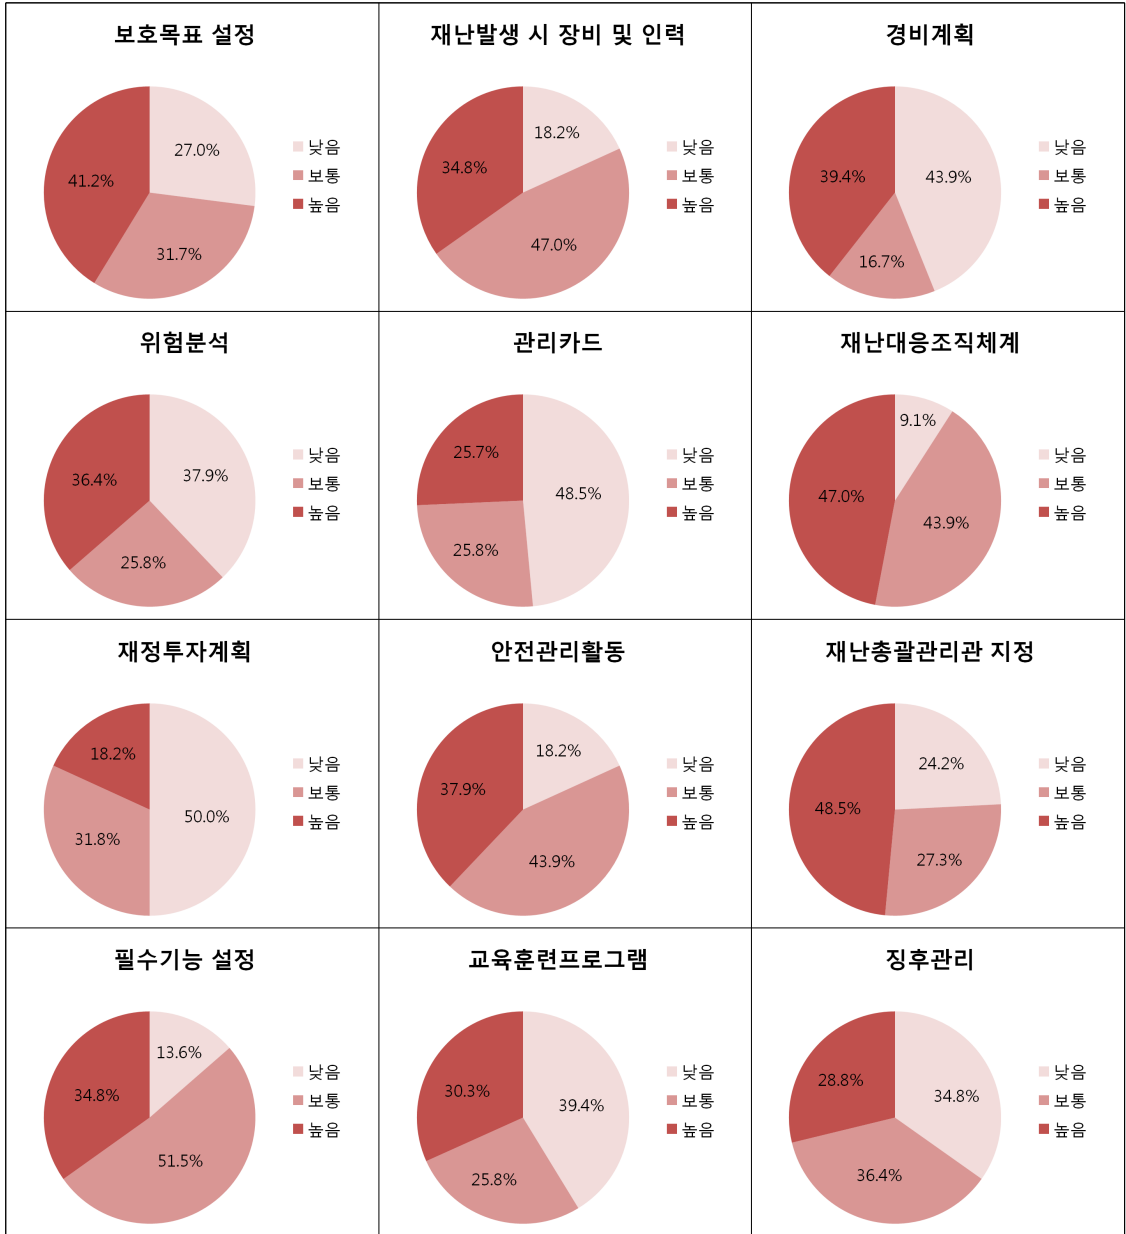 보호목표 설정
27.0%
31.7%
41.2%
낮음
보통
높음
재난발생 시 장비 및 인력
18.2%
47.0%
34.8%
낮음
보통
높음
경비계획
43.9%
16.7%
39.4%
낮음
보통
높음
위험분석
37.9%
25.8%
36.4%
낮음
보통
높음
관리카드
48.5%
25.8%
25.7%
낮음
보통
높음
재난대응조직체계
9.1%
43.9%
47.0%
낮음
보통
높음
재정투자계획
50.0%
31.8%
18.2%
낮음
보통
높음
안전관리활동
18.2%
43.9%
37.9%
낮음
보통
높음
재난총괄관리관 지정
24.2%
27.3%
48.5%
낮음
보통
높음
필수기능 설정
13.6%
51.5%
34.8%
낮음
보통
높음
교육훈련프로그램
39.4%
25.8%
30.3%
낮음
보통
높음
징후관리
34.8%
36.4%
28.8%
낮음
보통
높음